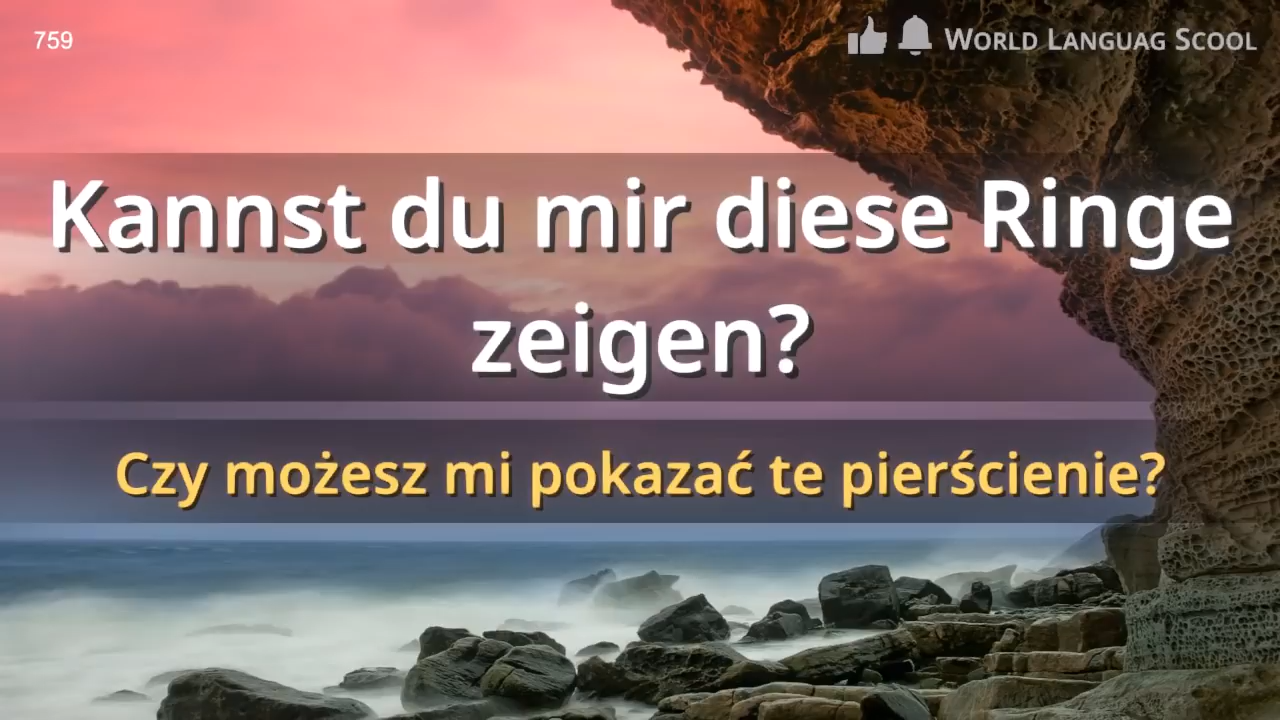 759
World Languag Scool
Kannst du mir diese Ringe
zeigen?
Czy możesz mi pokazać te pierścienie?